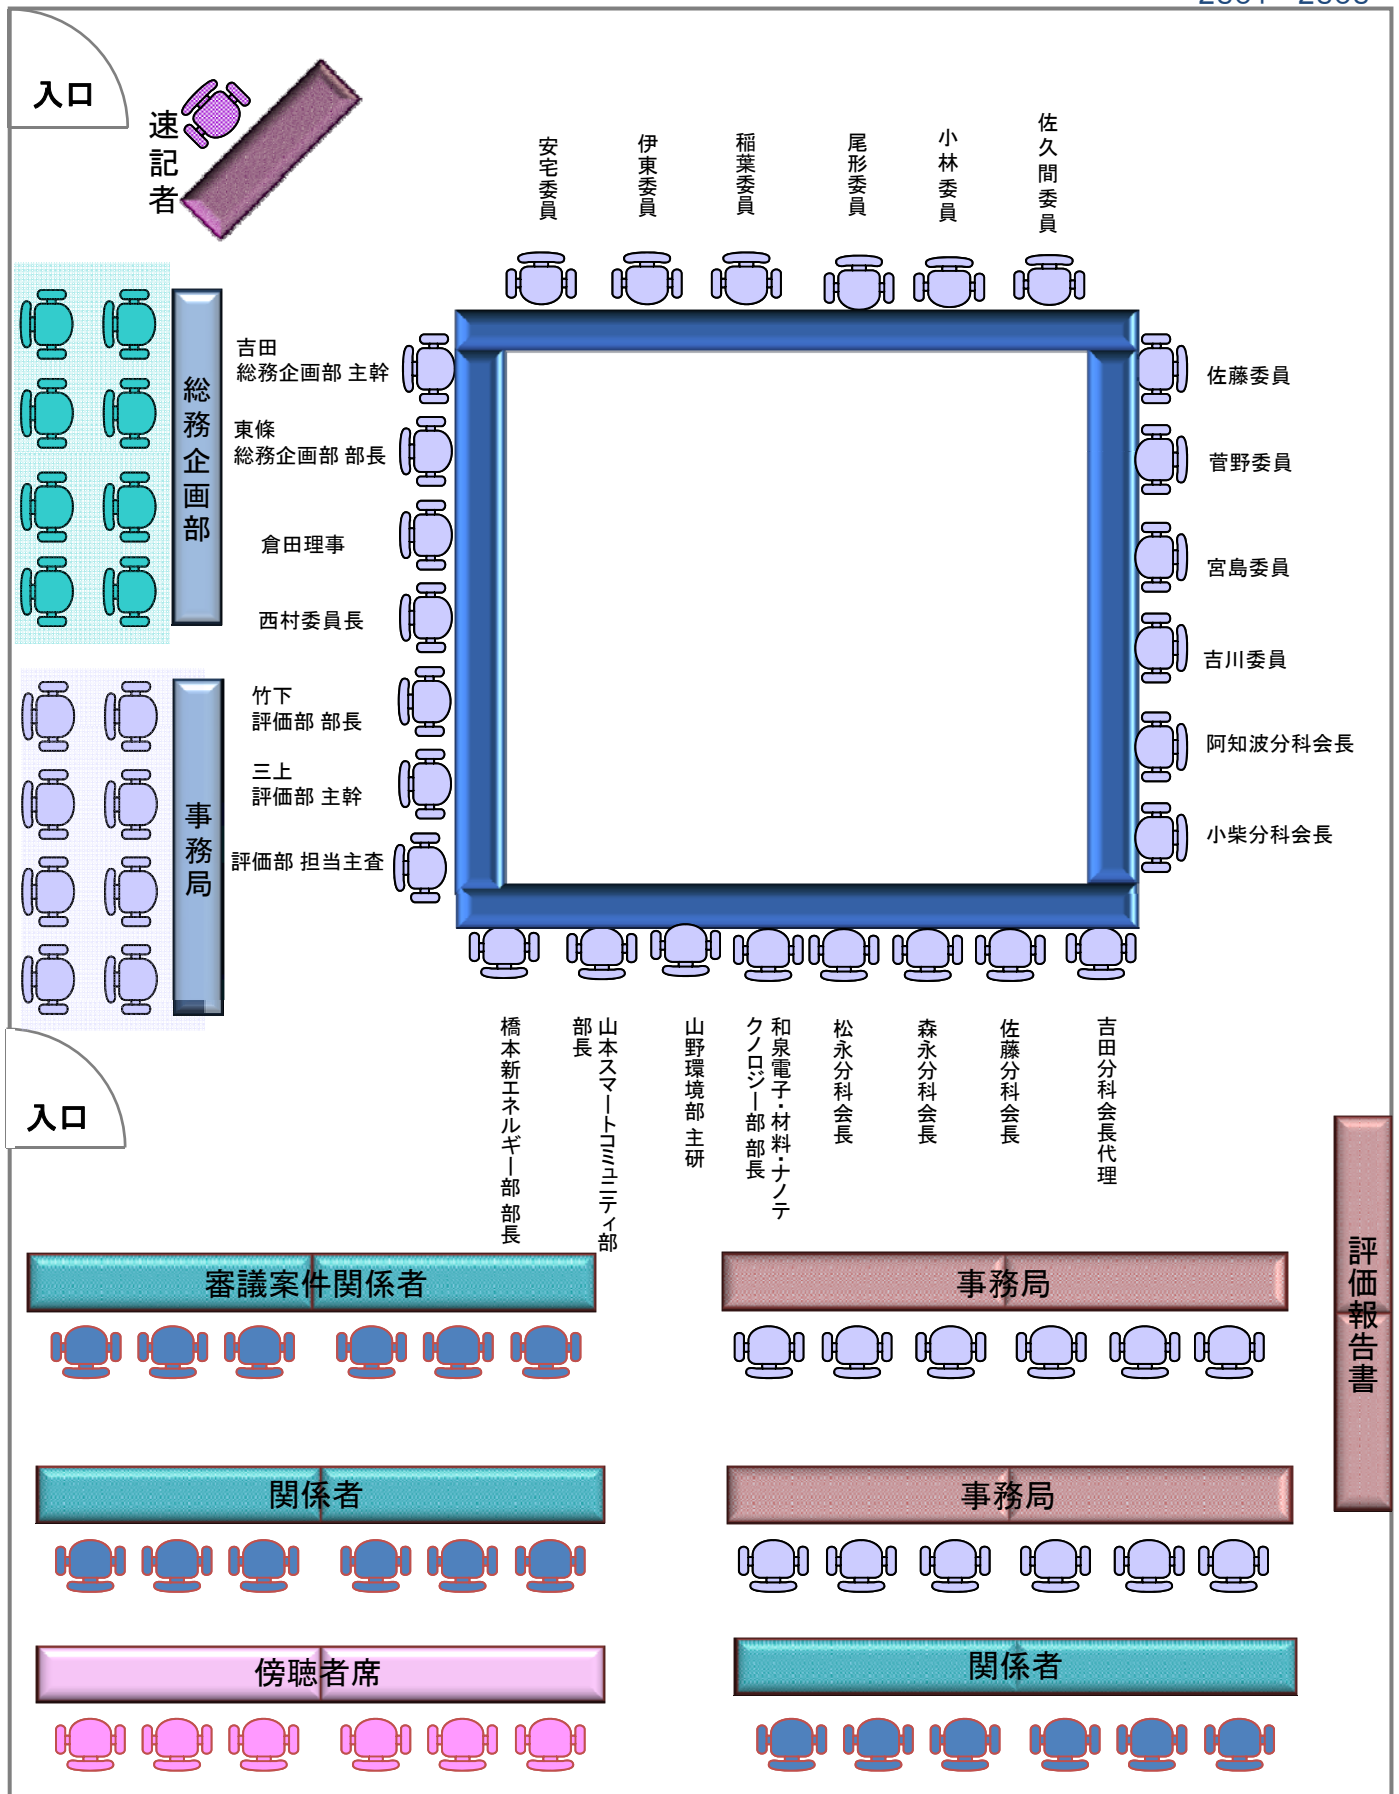 入口
速記者
安宅委員
伊東委員
稲葉委員
尾形委員
小林委員
佐久間委員
総務企画部
吉田
総務企画部 主幹
東條
総務企画部 部長
倉田理事
西村委員長
竹下
評価部 部長
三上
評価部 主幹
評価部 担当主査
事務局
佐藤委員
菅野委員
宮島委員
吉川委員
阿知波分科会長
小柴分科会長
入口
橋本新エネルギー部 部長
山本スマートコミュニティ部
部長
山野環境部 主研
和泉電子・材料・ナノテ
クノロジー部 部長
松永分科会長
森永分科会長
佐藤分科会長
吉田分科会長代理
評価報告書
審議案件関係者
事務局
関係者
事務局
傍聴者席
関係者